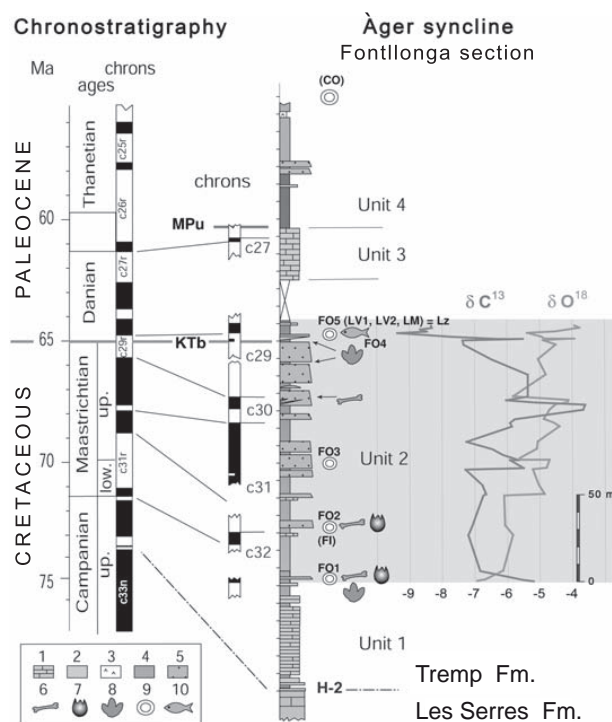 Chronostratigraphy
Àger syncline
Fontllonga section
Ma
ages
chrons
chrons
(CO)
PALEOCENE
CRETACEOUS
Thanetian
Danian
Maastrichtian
Campanian
up.
low.
up.
60
65
70
75
c25r
c26r
c27r
c29r
c31r
c33n
MPu
KTb
c27
c29
c30
c31
c32
Unit 4
Unit 3
Unit 2
Unit 1
FO5 (LV1, LV2, LM) = Lz
FO4
FO3
FO2
(FI)
FO1
H-2
δ C13
δ O18
50 m
0
-9 -8 -7 -6 -5 -4
Tremp Fm.
Les Serres Fm.
1 2 3 4 5
6 7 8 9 10